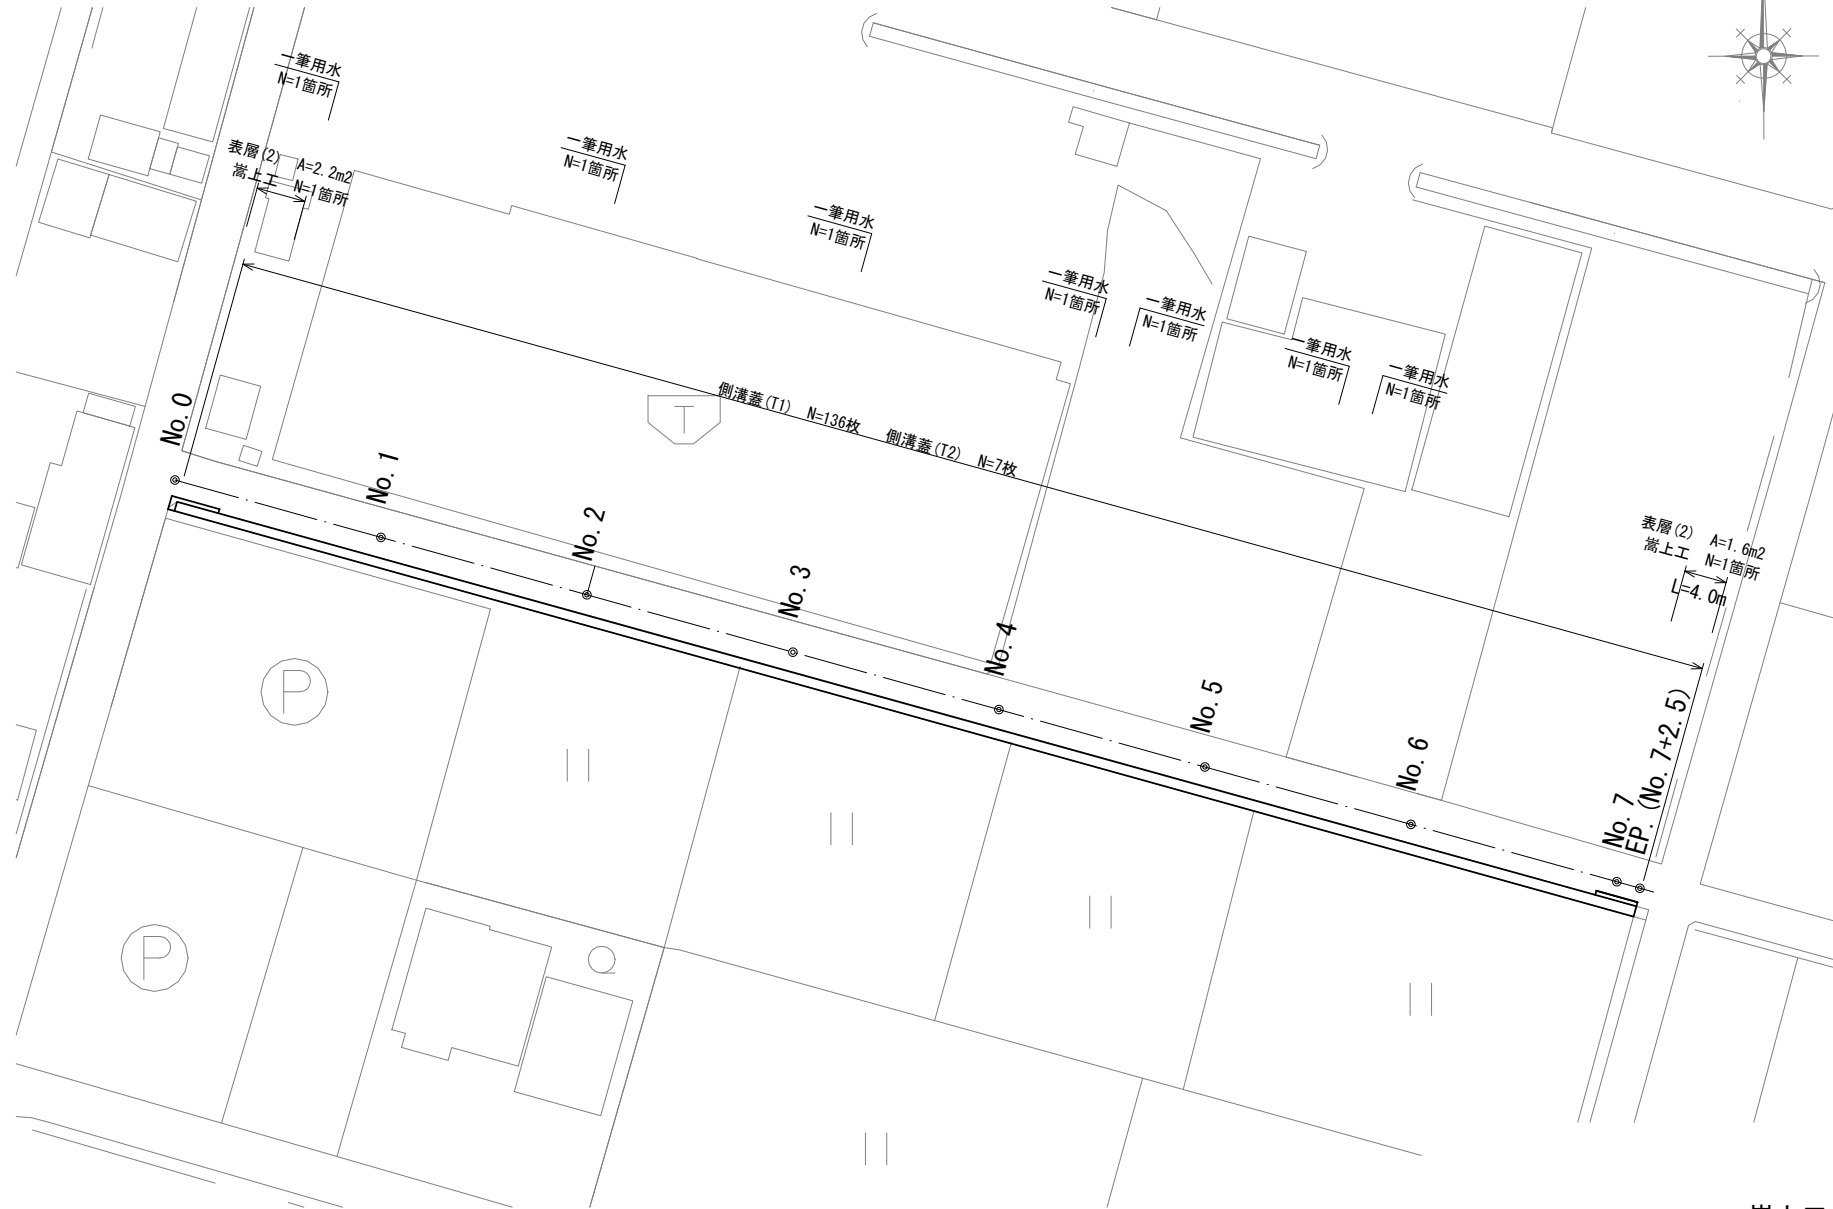 一筆用水
N=1箇所
一筆用水
N=1箇所
一筆用水
N=1箇所
一筆用水
N=1箇所
一筆用水
N=1箇所
一筆用水
N=1箇所
一筆用水
N=1箇所
表層(2) A=2.2m2
嵩上工 N=1箇所
側溝蓋(T1) N=136枚 側溝蓋(T2) N=7枚
T
表層(2) A=1.6m2
嵩上工 N=1箇所
L=4.0m
No.0
No.1
No.2
No.3
No.4
No.5
No.6
No.7
EP.(No.7+2.5)
P
P